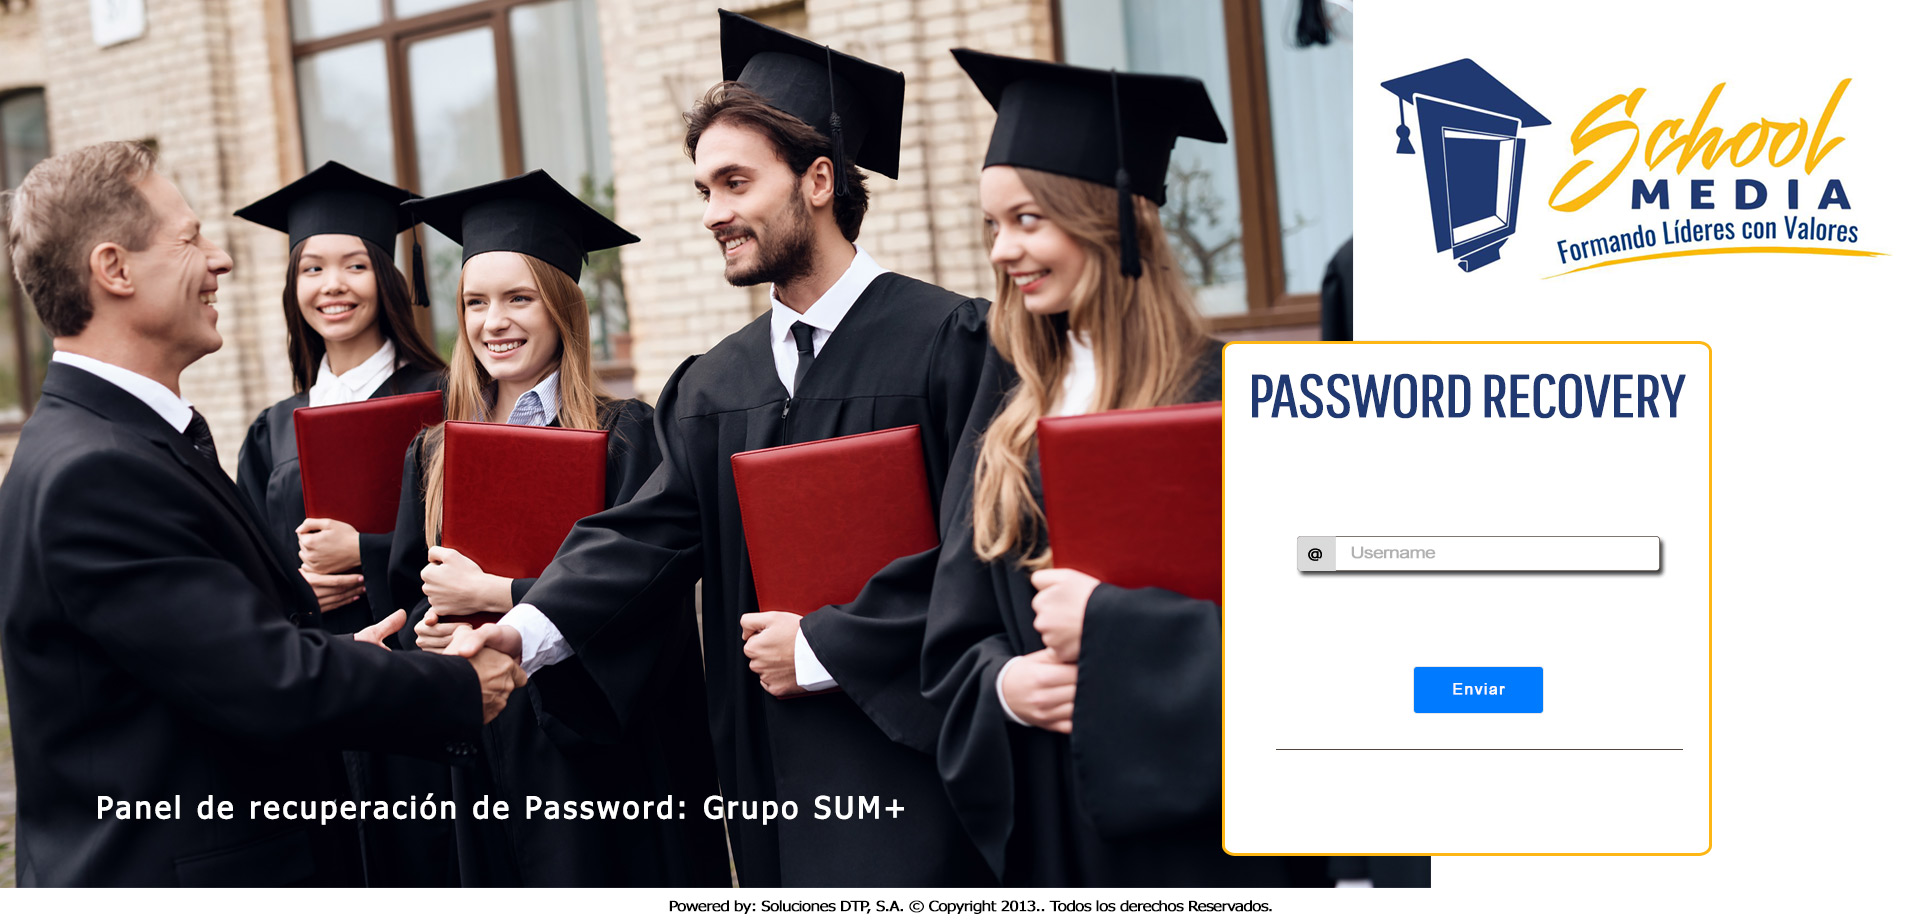 School
MEDIA
Formando Líderes con Valores
PASSWORD RECOVERY
@ Username
Enviar
Panel de recuperación de Password: Grupo SUM+
Powered by: Soluciones DTP, S.A. © Copyright 2013.. Todos los derechos Reservados.